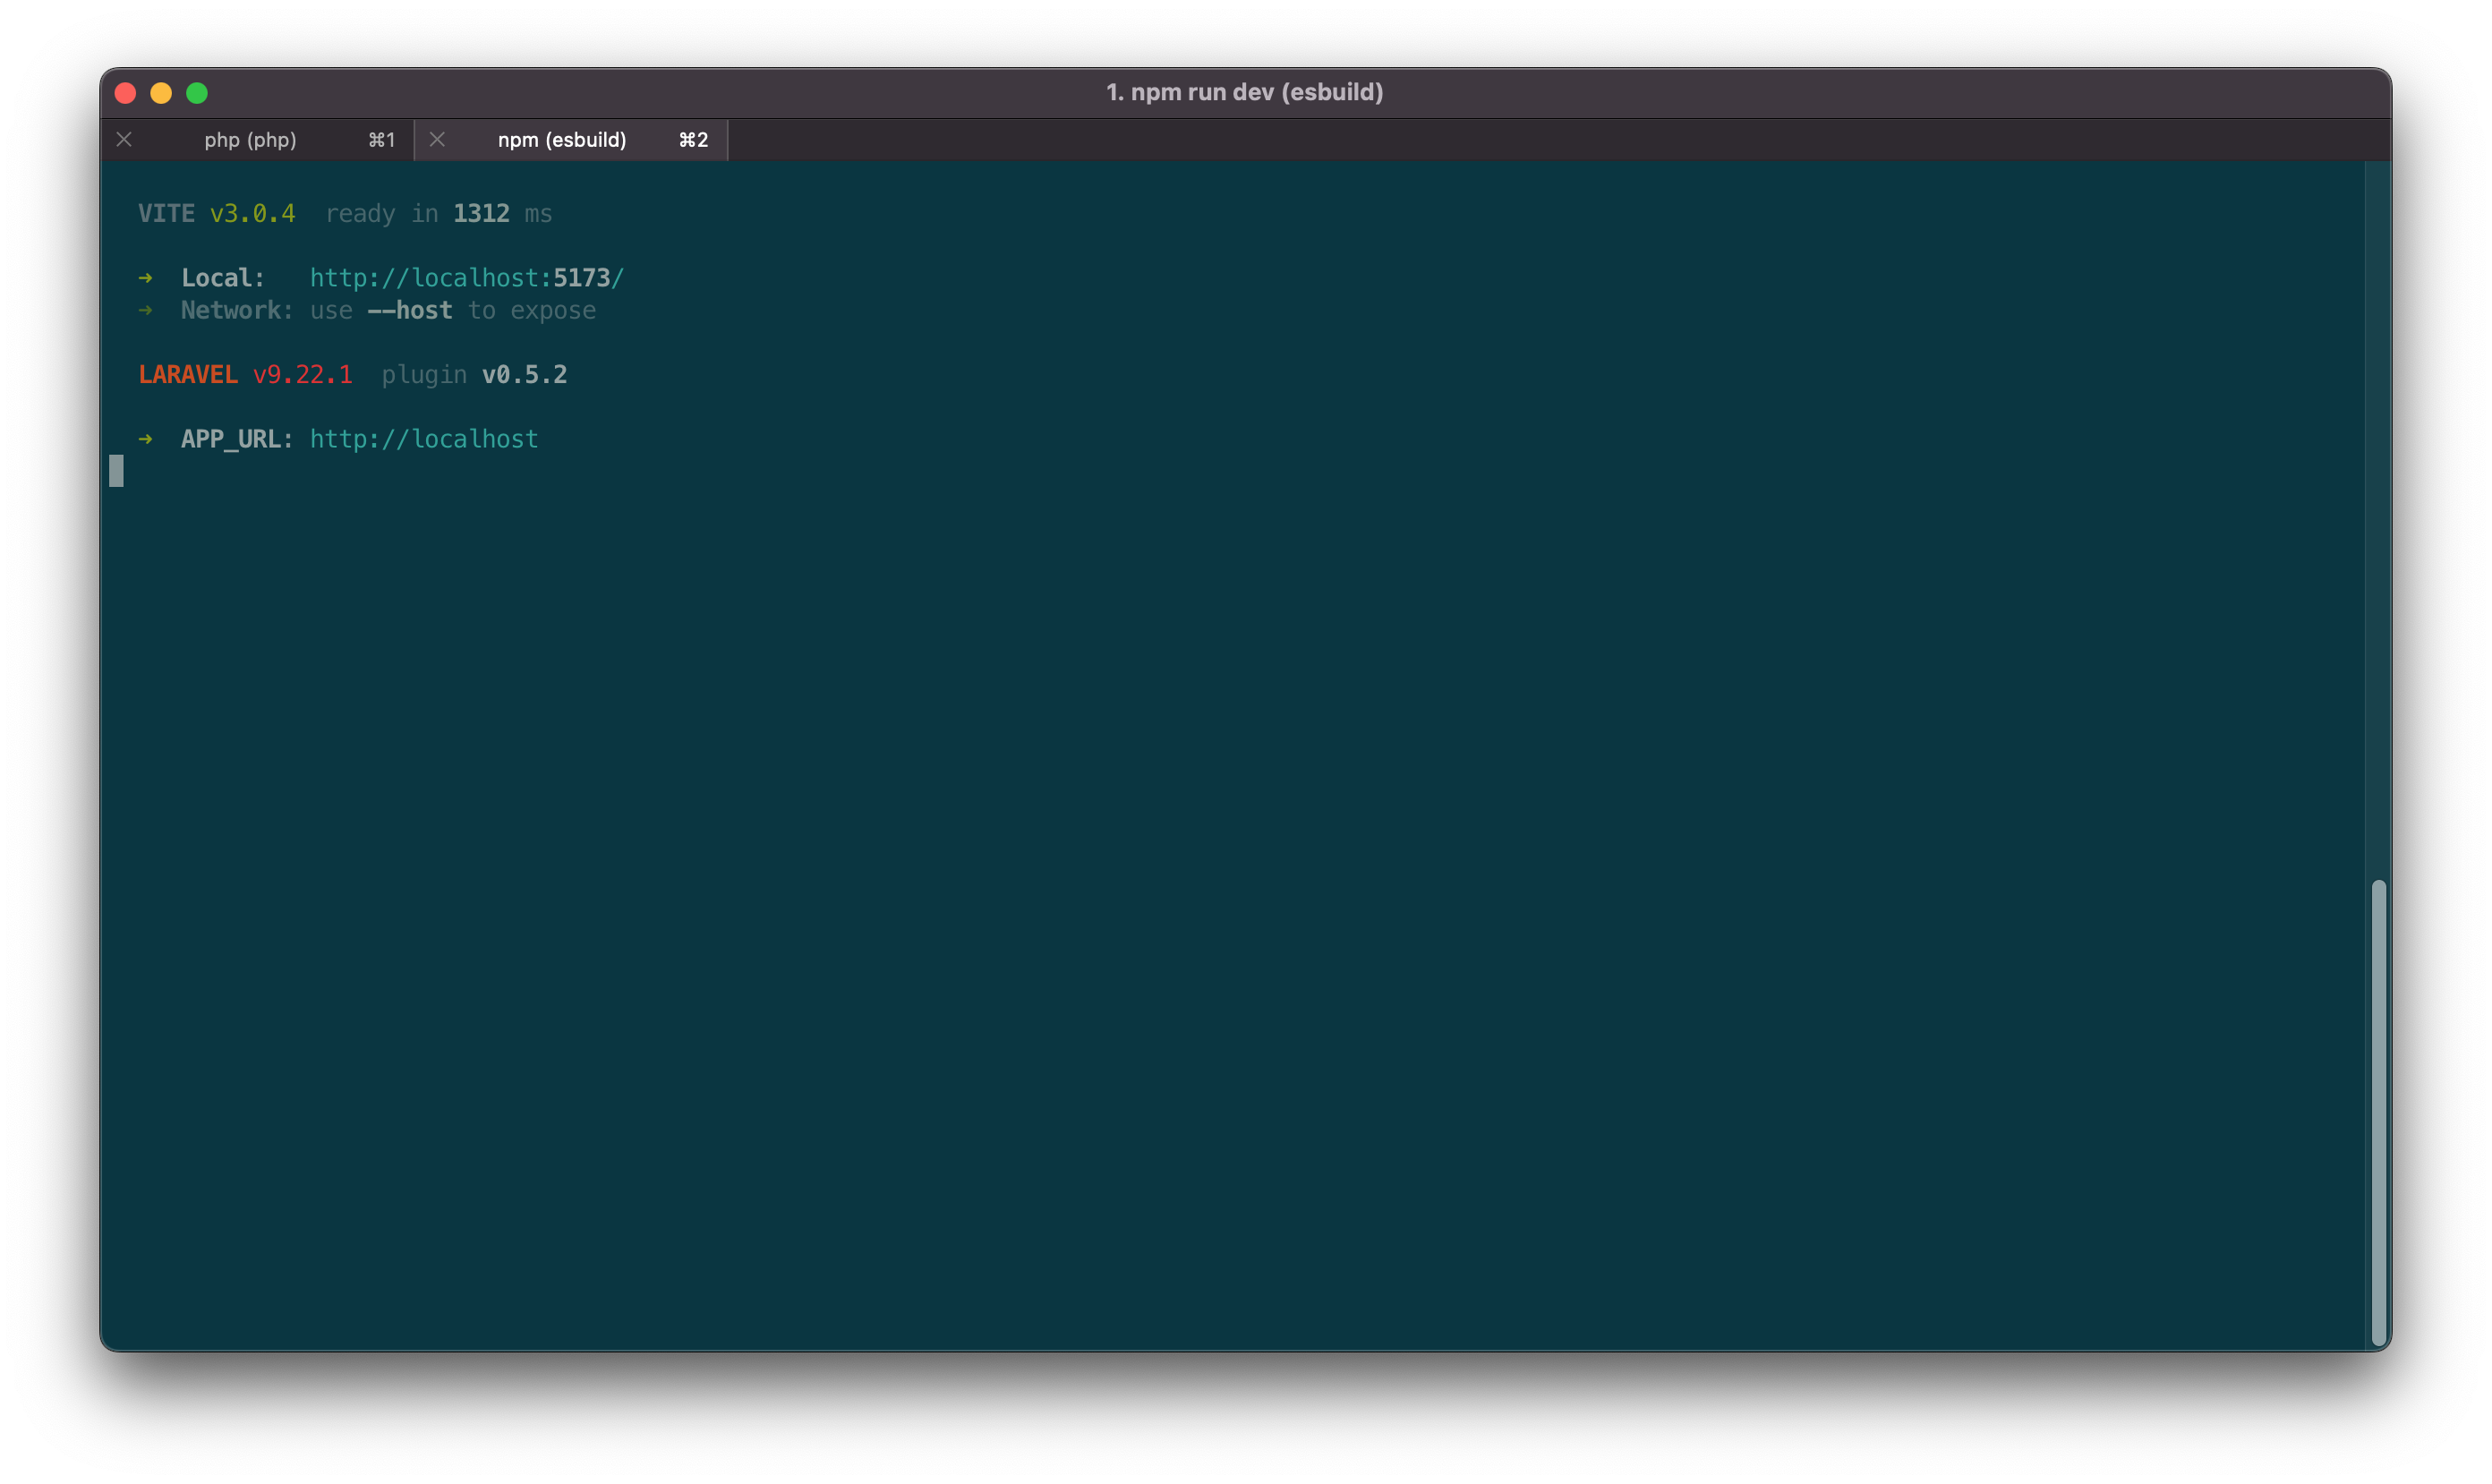 1. npm run dev (esbuild)
php (php) ⌘1 npm (esbuild) ⌘2
VITE v3.0.4 ready in 1312 ms
➜ Local: http://localhost:5173/
➜ Network: use --host to expose
LARAVEL v9.22.1 plugin v0.5.2
➜ APP_URL: http://localhost